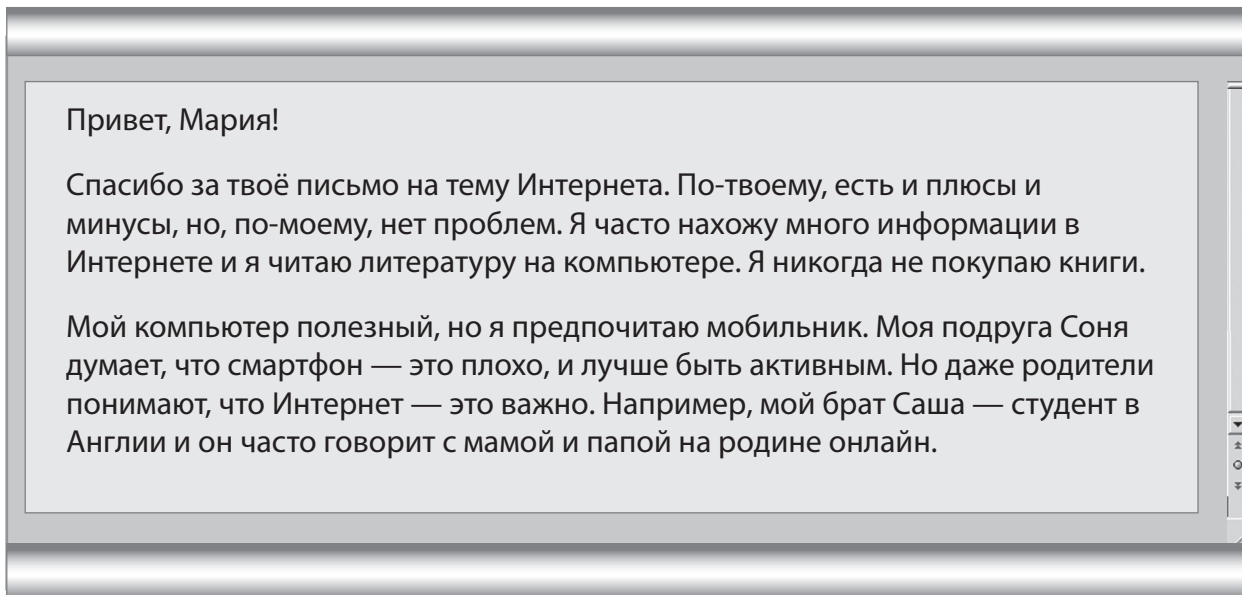 Привет, Мария!
Спасибо за твоё письмо на тему Интернета. По-твоему, есть и плюсы и
минусы, но, по-моему, нет проблем. Я часто нахожу много информации в
Интернете и я читаю литературу на компьютере. Я никогда не покупаю книги.
Мой компьютер полезный, но я предпочитаю мобильник. Моя подруга Соня
думает, что смартфон — это плохо, и лучше быть активным. Но даже родители
понимают, что Интернет — это важно. Например, мой брат Саша — студент в
Англии и он часто говорит с мамой и папой на родине онлайн.